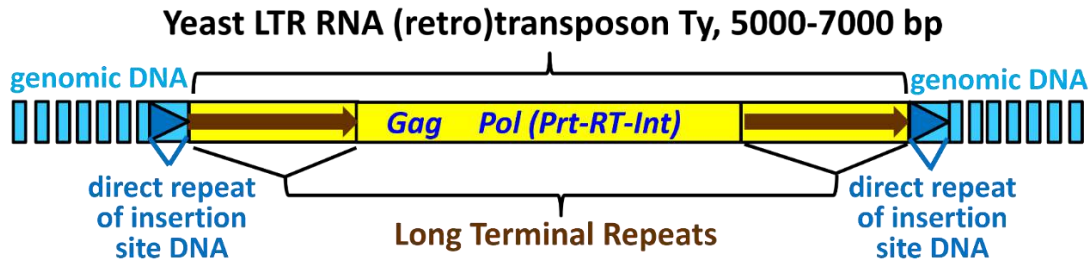 Yeast LTR RNA (retro)transposon Ty, 5000-7000 bp
genomic DNA
genomic DNA
Gag Pol (Prt-RT-Int)
direct repeat
of insertion
site DNA
Long Terminal Repeats
direct repeat
of insertion
site DNA